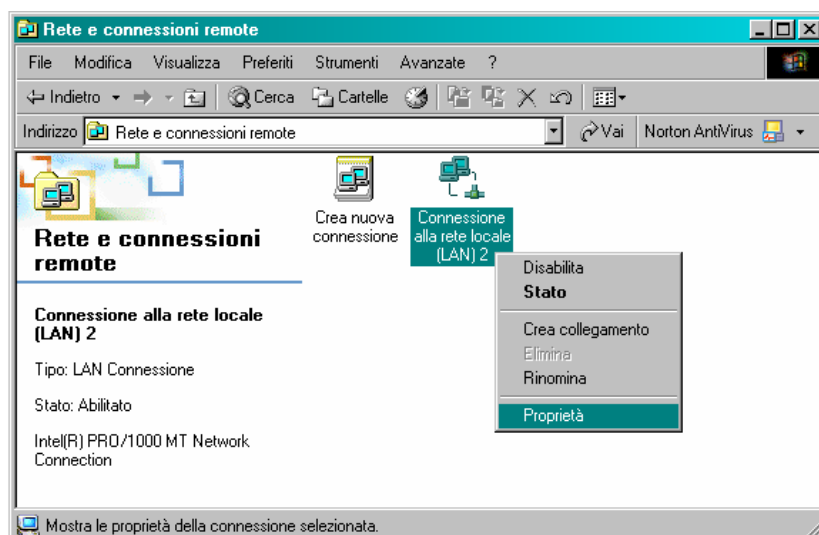 Rete e connessioni remote
File Modifica Visualizza Preferiti Strumenti Avanzate ?
Indietro Cerca Cartelle
Indirizzo Rete e connessioni remote Vai Norton AntiVirus
Crea nuova
connessione
Connessione
alla rete locale
(LAN) 2
Rete e connessioni
remote
Connessione alla rete locale
(LAN) 2
Tipo: LAN Connessione
Stato: Abilitato
Intel(R) PRO/1000 MT Network
Connection
Disabilita
Stato
Crea collegamento
Elimina
Rinomina
Proprietà
Mostra le proprietà della connessione selezionata.